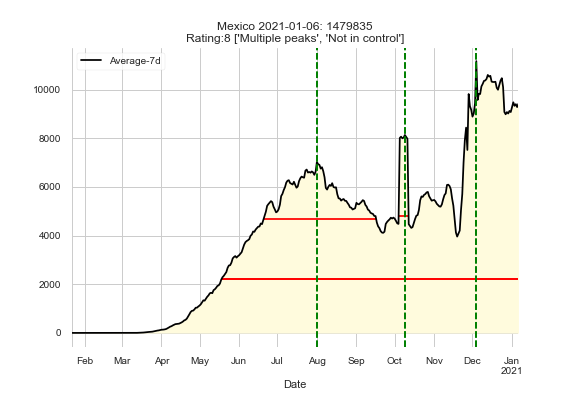 Mexico 2021-01-06: 1479835
Rating:8 ['Multiple peaks', 'Not in control']
Average-7d
10000
8000
6000
4000
2000
0
Feb Mar Apr May Jun Jul Aug Sep Oct Nov Dec Jan
2021
Date